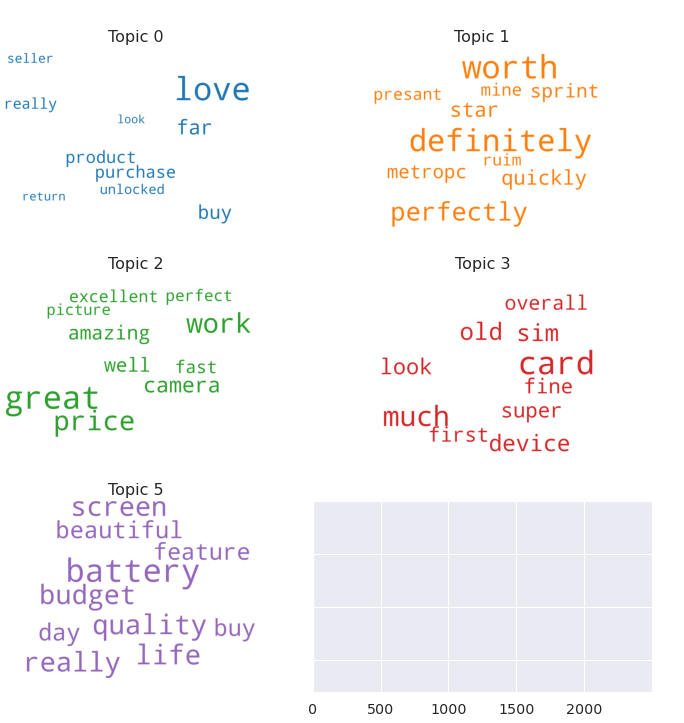 Topic 0
seller
love
really
look
far
product
purchase
unlocked
return
buy
Topic 1
worth
presant mine sprint
star
definitely
ruim
metropc quickly
perfectly
Topic 2
excellent perfect
picture
work
amazing
well fast
camera
great
price
Topic 3
overall
old sim
look card
fine
much super
first device
Topic 5
screen
beautiful
feature
battery
budget
day quality buy
really life
0 500 1000 1500 2000